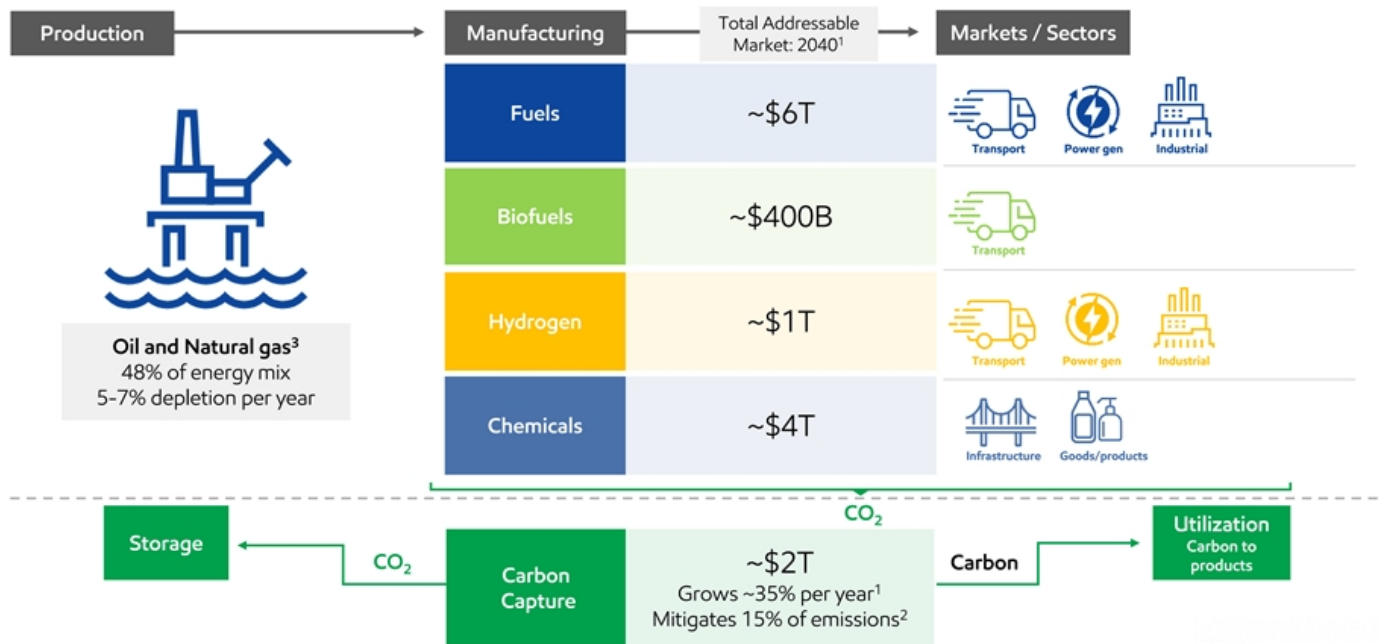 Production
Manufacturing
Total Addressable
Market: 2040¹
Markets / Sectors
Fuels
~$6T
Transport
Power gen
Industrial
Biofuels
~$400B
Transport
Hydrogen
~$1T
Transport
Power gen
Industrial
Oil and Natural gas³
48% of energy mix
5-7% depletion per year
Chemicals
~$4T
Infrastructure
Goods/products
CO₂
Storage
CO₂
Carbon
Capture
~$2T
Grows ~35% per year¹
Mitigates 15% of emissions²
Carbon
Utilization
Carbon to
products